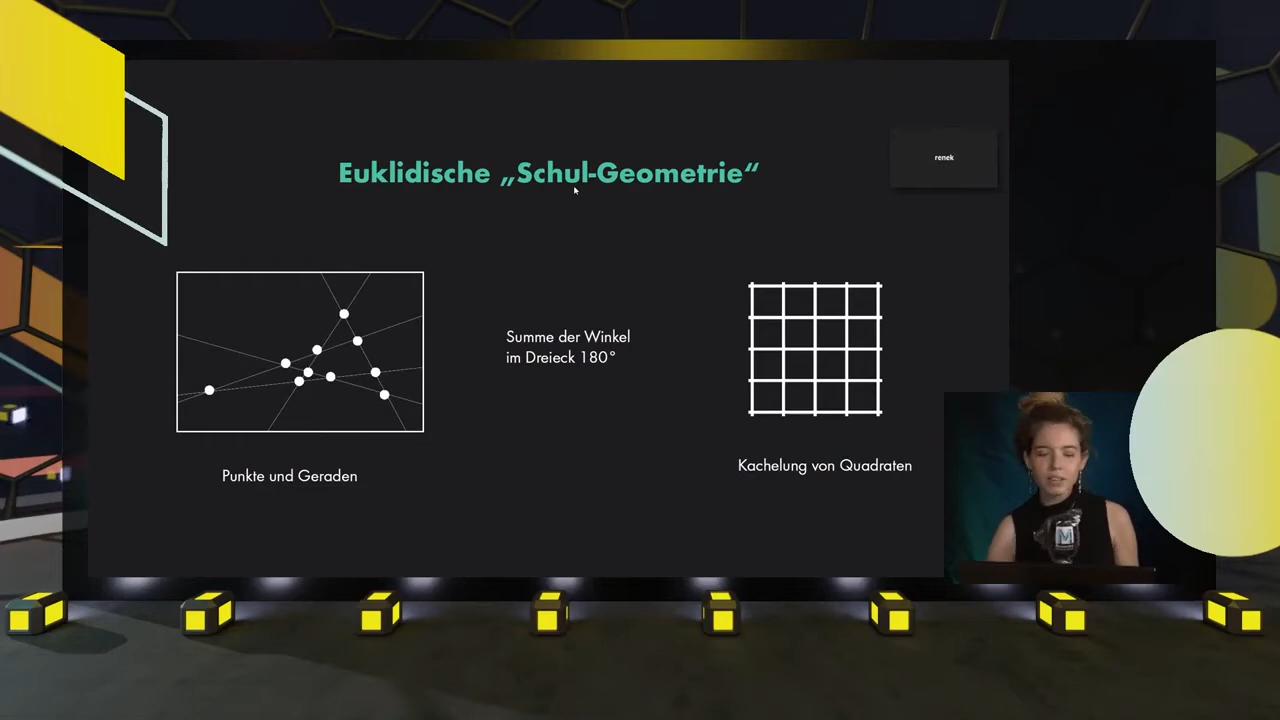 Euklidische „Schul-Geometrie“
renek
Summe der Winkel
im Dreieck 180°
Punkte und Geraden
Kachelung von Quadraten
M